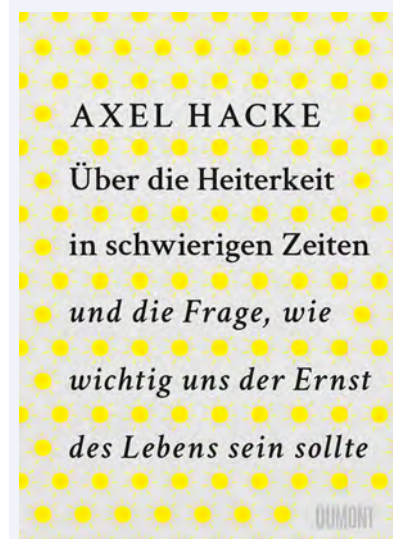 AXEL HACKE
Über die Heiterkeit
in schwierigen Zeiten
und die Frage, wie
wichtig uns der Ernst
des Lebens sein sollte
DUMONT